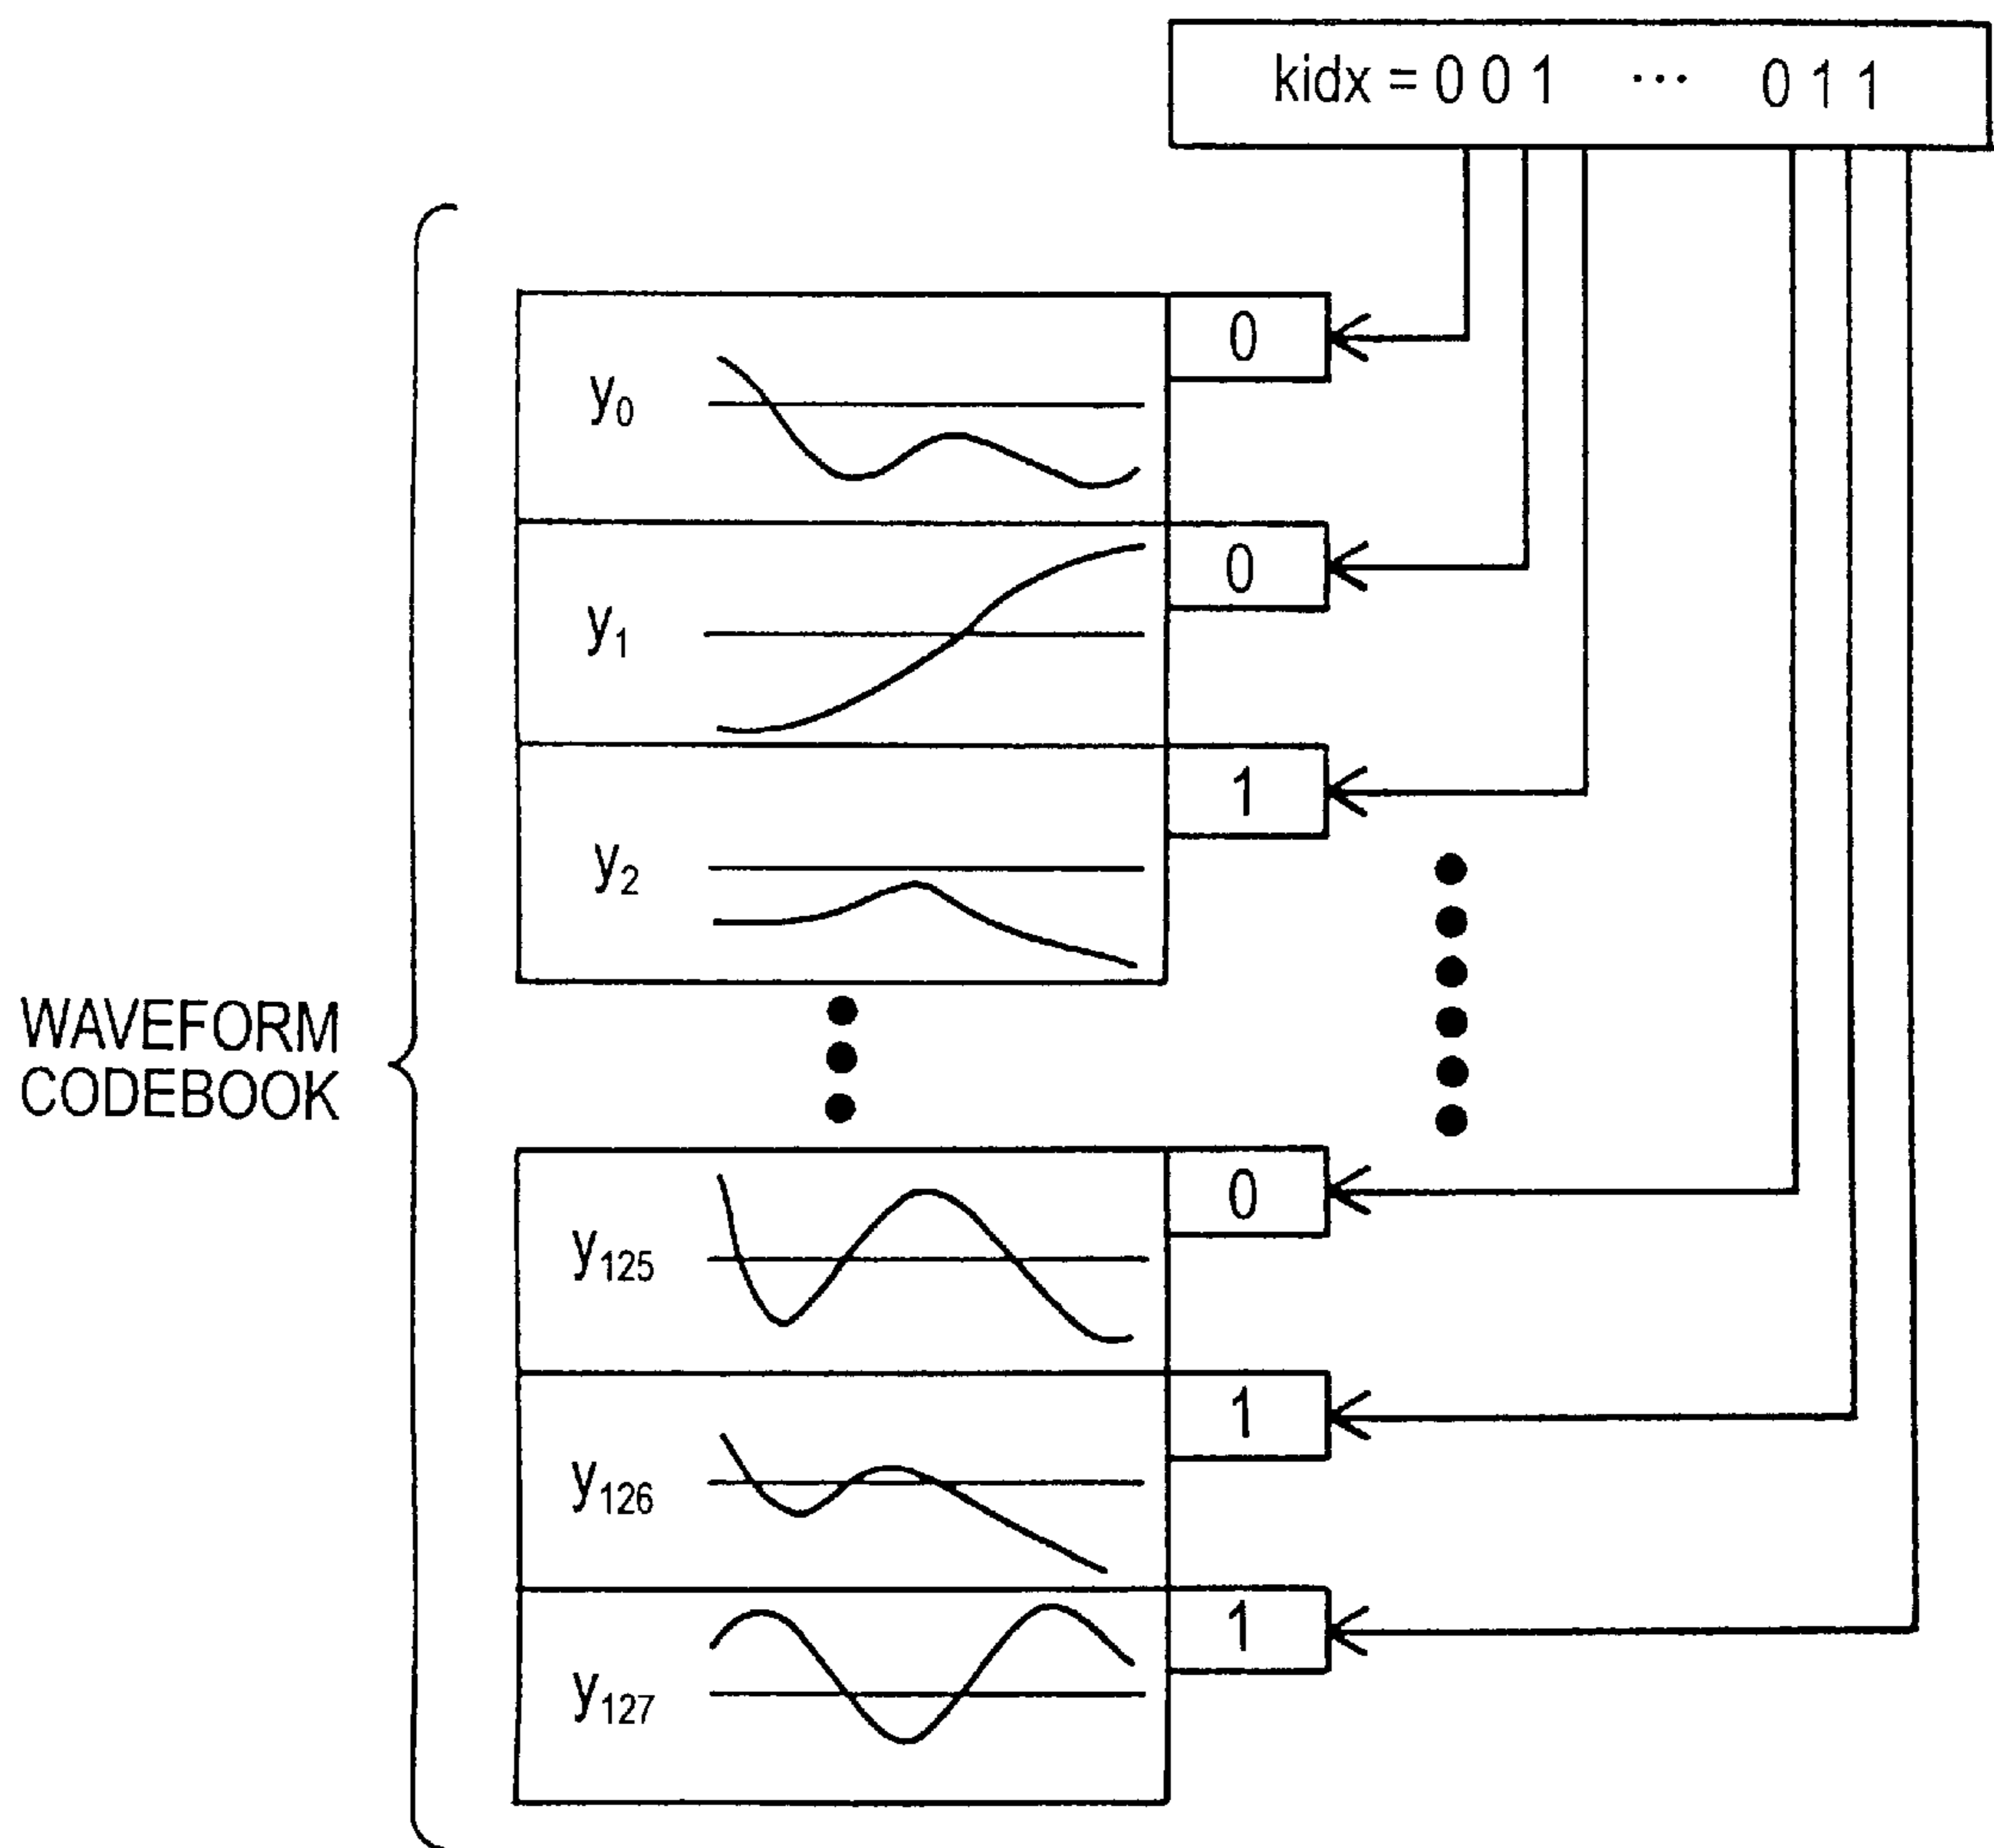 kidx = 0 0 1 ... 0 1 1
y0
0
y1
0
y2
1
WAVEFORM
CODEBOOK
y125
0
y126
1
y127
1